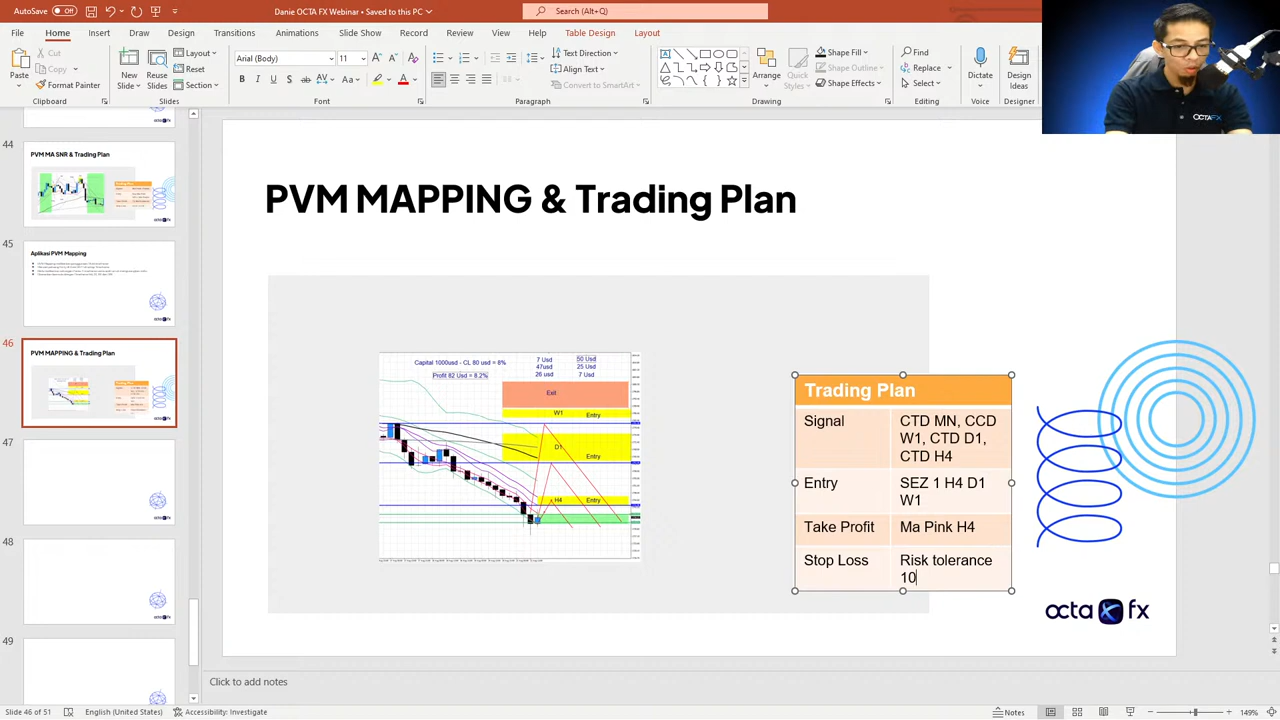 AutoSave Off
Danie OCTA FX Webinar • Saved to this PC
Search (Alt+Q)
File Home Insert Draw Design Transitions Animations Slide Show Record Review View Help Table Design Layout
Paste
Cut
Copy
Format Painter
Clipboard
New
Slide
Reuse
Slides
Layout
Reset
Section
Slides
Arial (Body) 11
Font
Text Direction
Align Text
Convert to SmartArt
Paragraph
Arrange
Quick
Styles
Shape Fill
Shape Outline
Shape Effects
Drawing
Find
Replace
Select
Editing
Dictate
Voice
Design
Ideas
Designer
OCTAFX
44
PVM MA SNR & Trading Plan
45
Aplikasi PVM Mapping
46
PVM MAPPING & Trading Plan
47
48
49
PVM MAPPING & Trading Plan
Capital 1000usd - CL 80 usd = 8%
Profit 82 Usd = 8.2%
7 Usd 50 Usd
47usd 25 Usd
26 usd 7 Usd
Exit
W1 Entry
D1
Entry
H4 Entry
Trading Plan
Signal CTD MN, CCD
W1, CTD D1,
CTD H4
Entry SEZ 1 H4 D1
W1
Take Profit Ma Pink H4
Stop Loss Risk tolerance
10
octa fx
Click to add notes
Slide 46 of 51 English (United States) Accessibility: Investigate Notes 149%